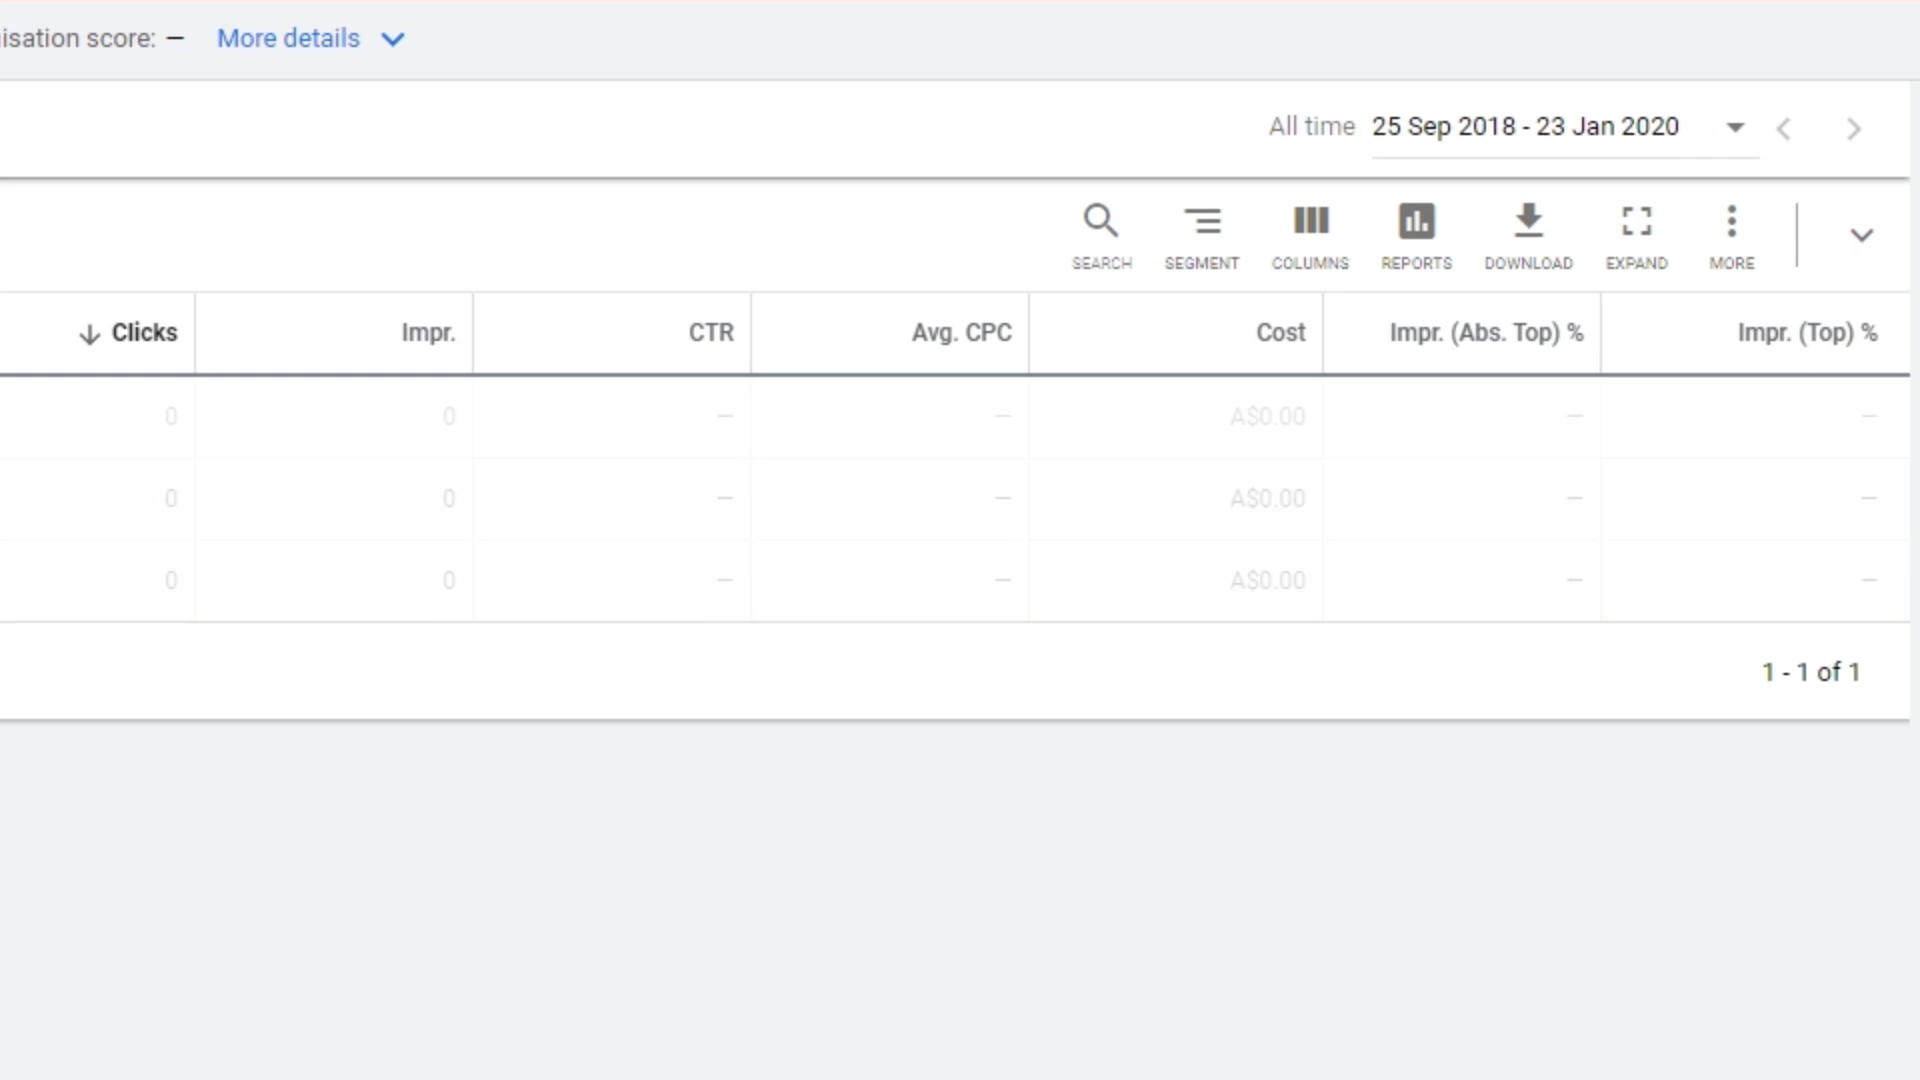 isation score: — More details
All time 25 Sep 2018 - 23 Jan 2020
SEARCH SEGMENT COLUMNS REPORTS DOWNLOAD EXPAND MORE
Clicks Impr. CTR Avg. CPC Cost Impr. (Abs. Top) % Impr. (Top) %
0 0 — — A$0.00 — —
0 0 — — A$0.00 — —
0 0 — — A$0.00 — —
1 - 1 of 1